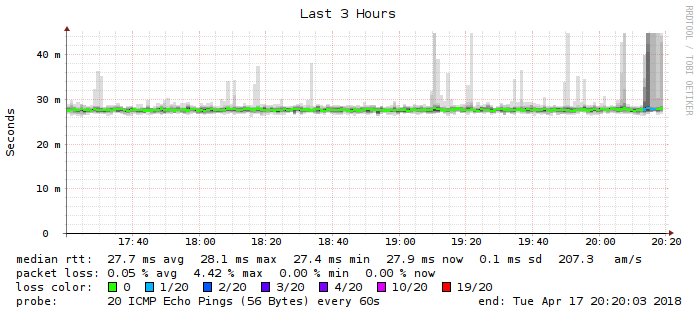 Last 3 Hours
RRDTOOL / TOBI OETIKER
Seconds
40 m
30 m
20 m
10 m
0
17:40 18:00 18:20 18:40 19:00 19:20 19:40 20:00 20:20
median rtt: 27.7 ms avg 28.1 ms max 27.4 ms min 27.9 ms now 0.1 ms sd 207.3 am/s
packet loss: 0.05 % avg 4.42 % max 0.00 % min 0.00 % now
loss color: 0 1/20 2/20 3/20 4/20 10/20 19/20
probe: 20 ICMP Echo Pings (56 Bytes) every 60s end: Tue Apr 17 20:20:03 2018